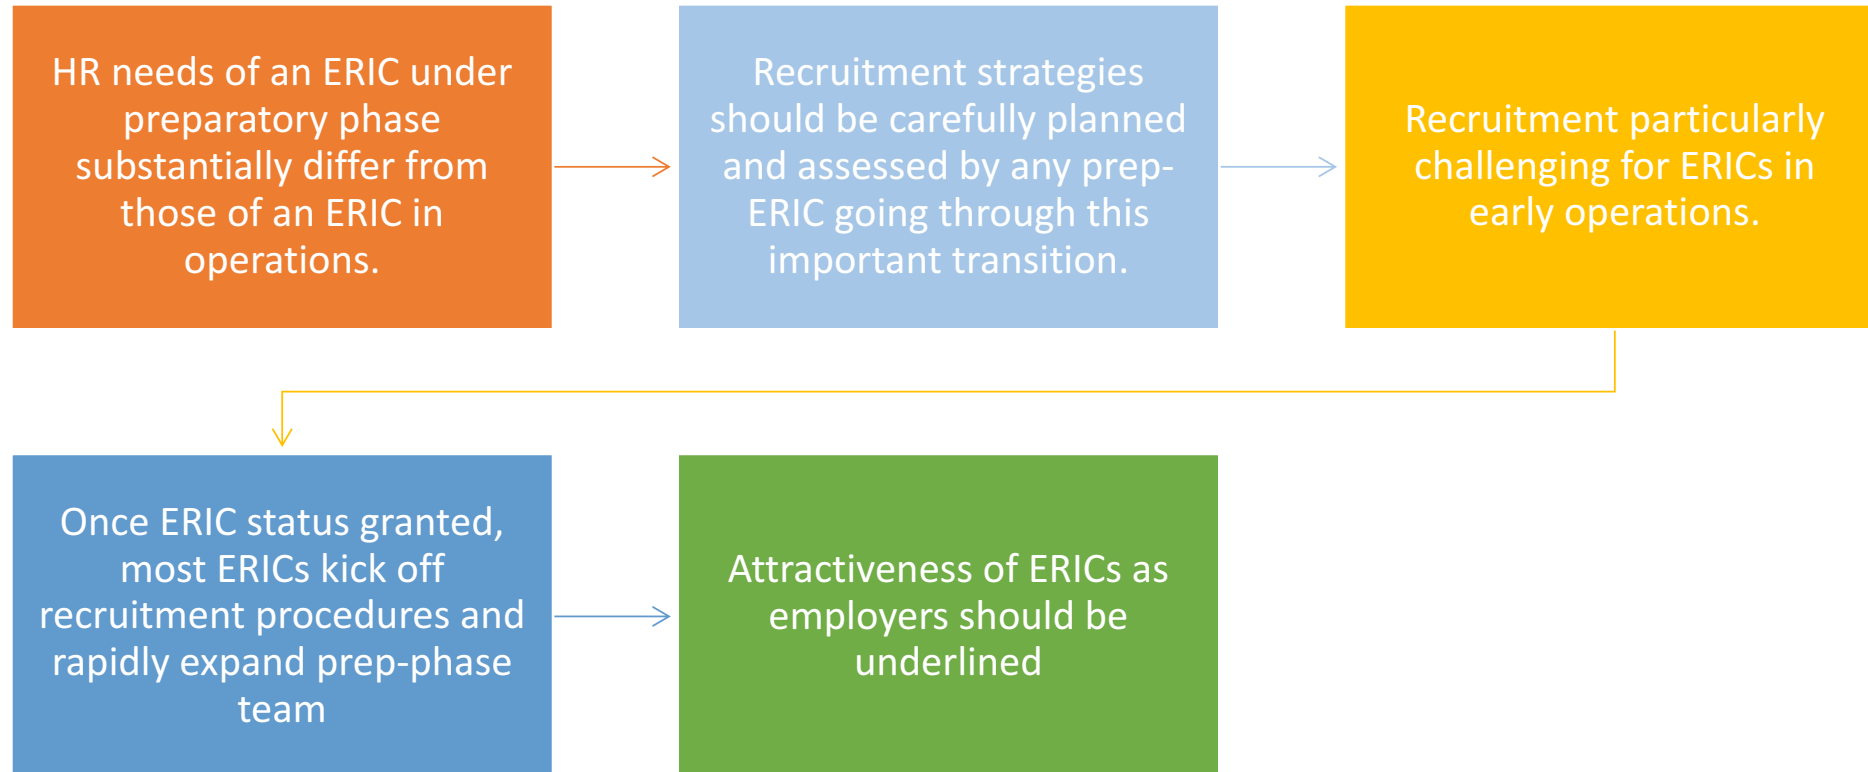 HR needs of an ERIC under
preparatory phase
substantially differ from
those of an ERIC in
operations.
Recruitment strategies
should be carefully planned
and assessed by any prep-
ERIC going through this
important transition.
Recruitment particularly
challenging for ERICs in
early operations.
Once ERIC status granted,
most ERICs kick off
recruitment procedures and
rapidly expand prep-phase
team
Attractiveness of ERICs as
employers should be
underlined